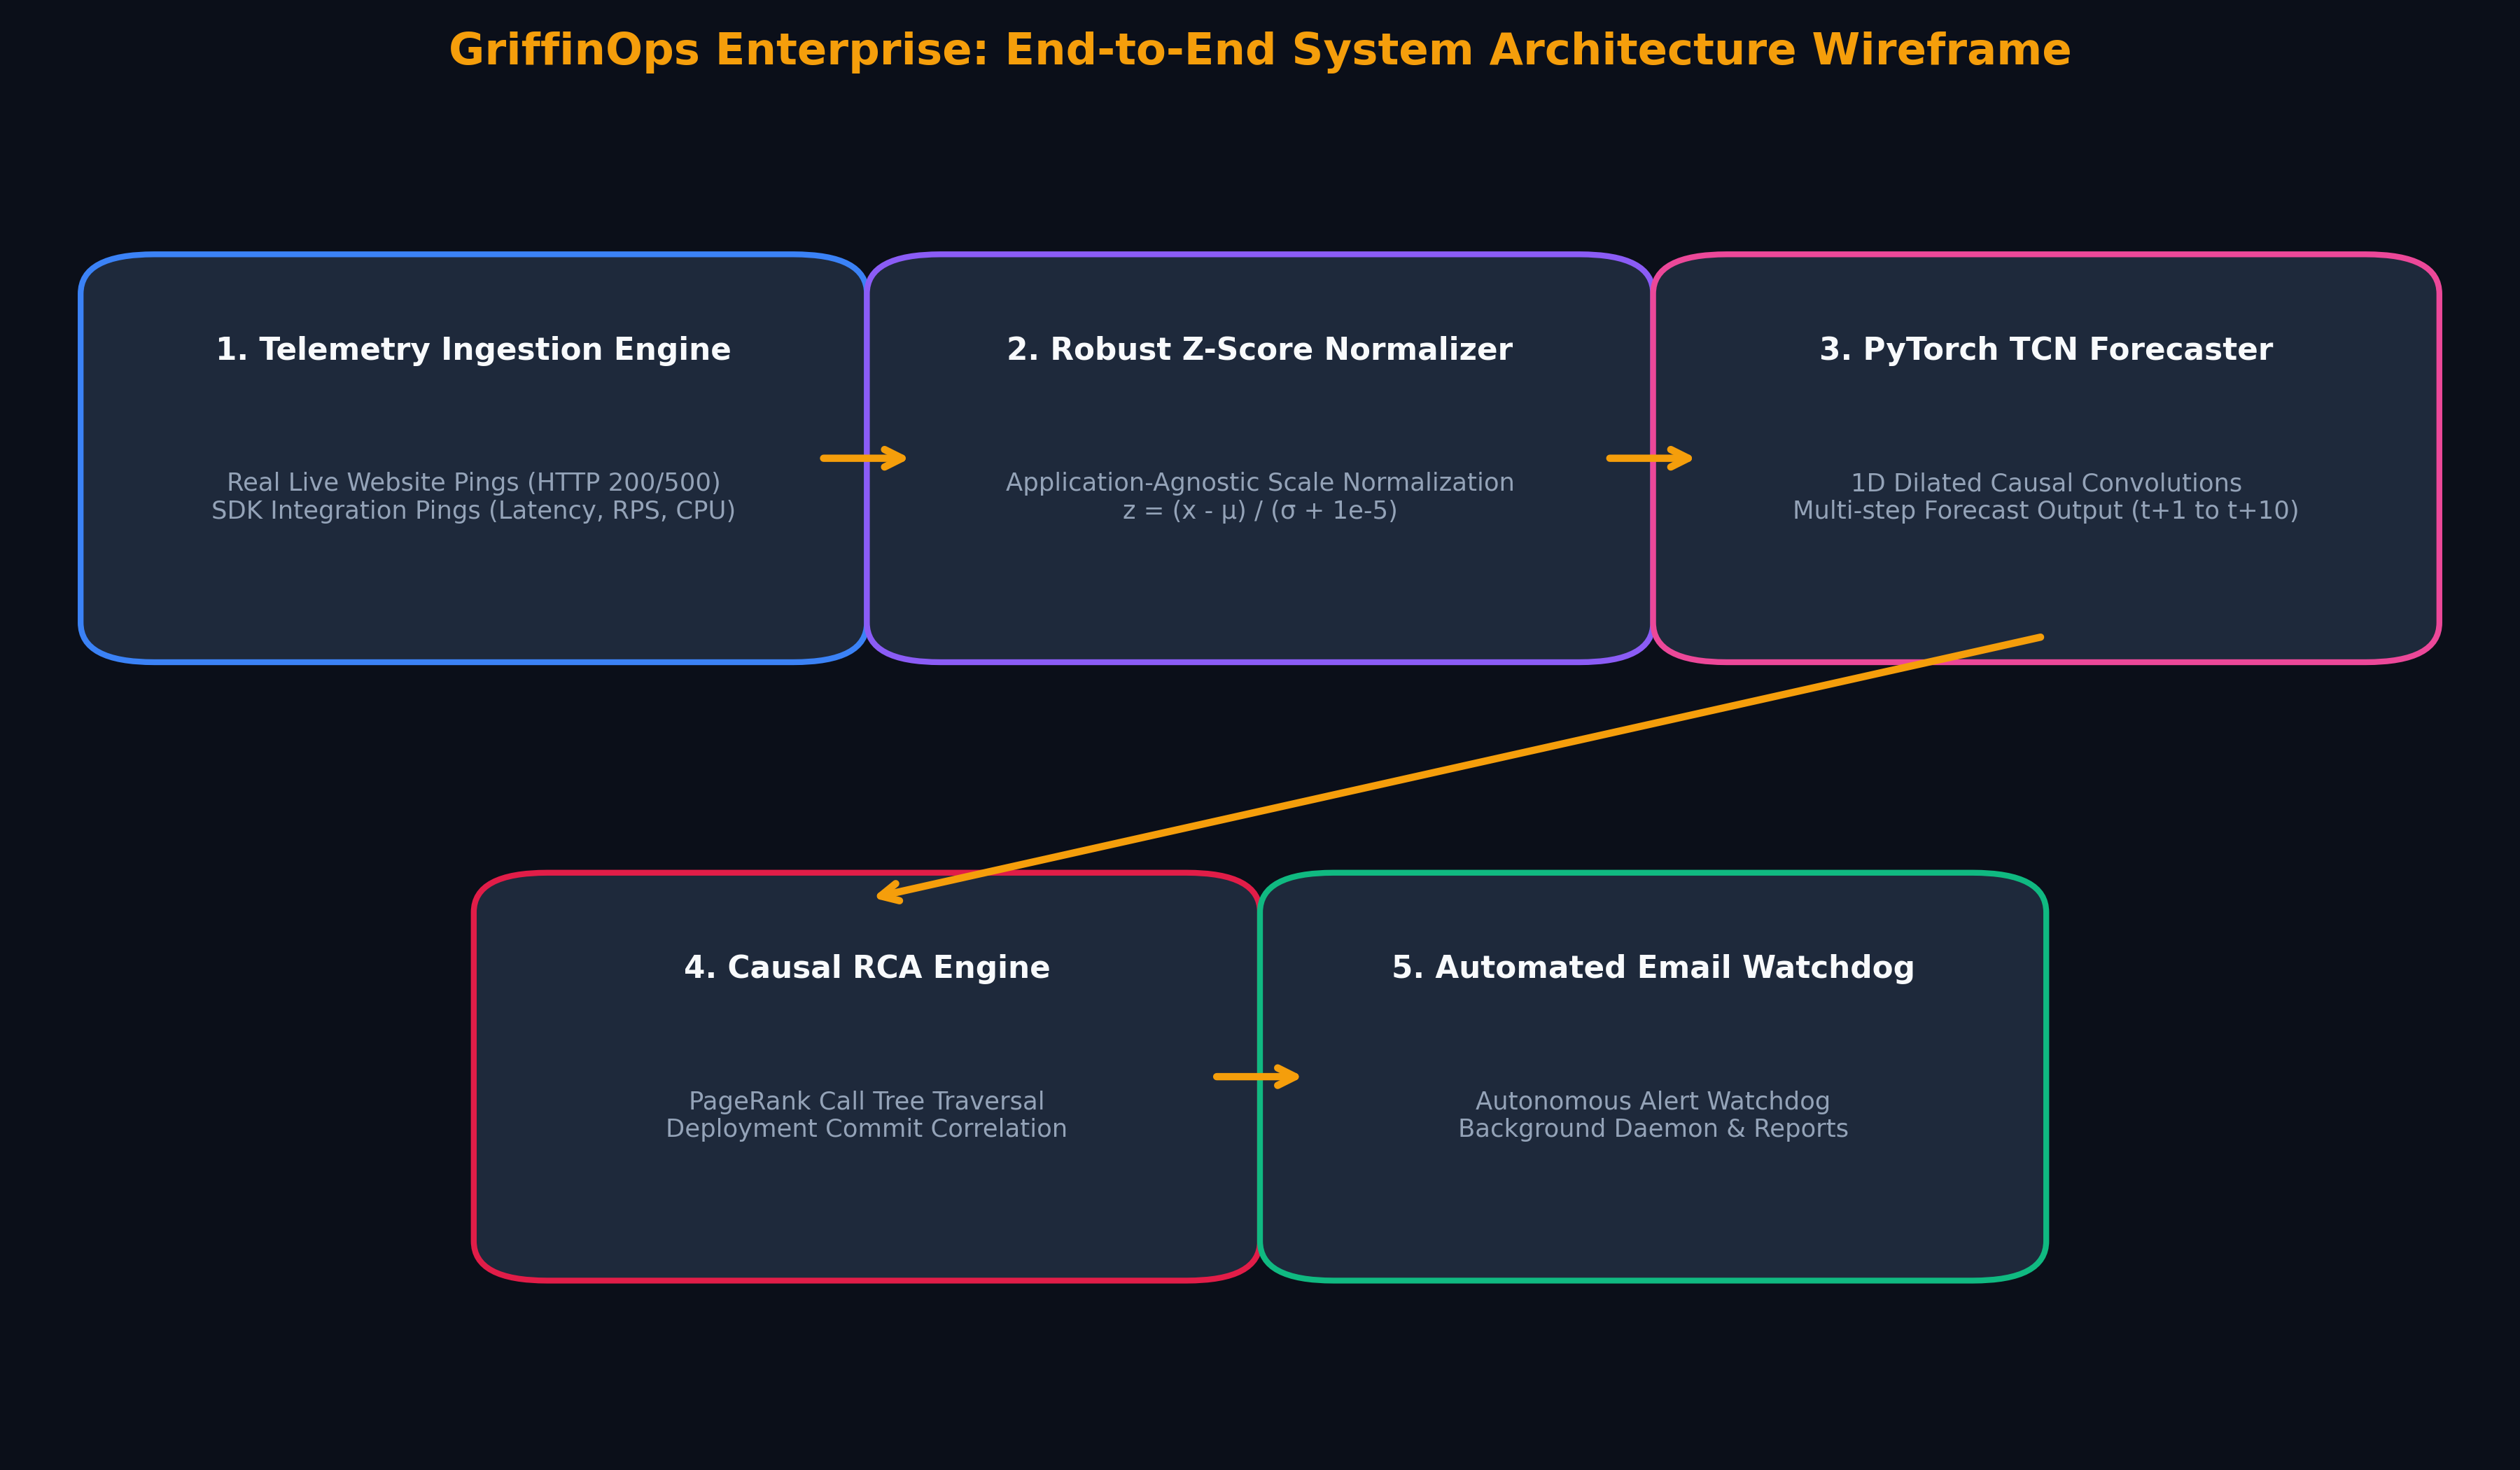 GriffinOps Enterprise: End-to-End System Architecture Wireframe
1. Telemetry Ingestion Engine
Real Live Website Pings (HTTP 200/500)
SDK Integration Pings (Latency, RPS, CPU)
2. Robust Z-Score Normalizer
Application-Agnostic Scale Normalization
z = (x - μ) / (σ + 1e-5)
3. PyTorch TCN Forecaster
1D Dilated Causal Convolutions
Multi-step Forecast Output (t+1 to t+10)
4. Causal RCA Engine
PageRank Call Tree Traversal
Deployment Commit Correlation
5. Automated Email Watchdog
Autonomous Alert Watchdog
Background Daemon & Reports